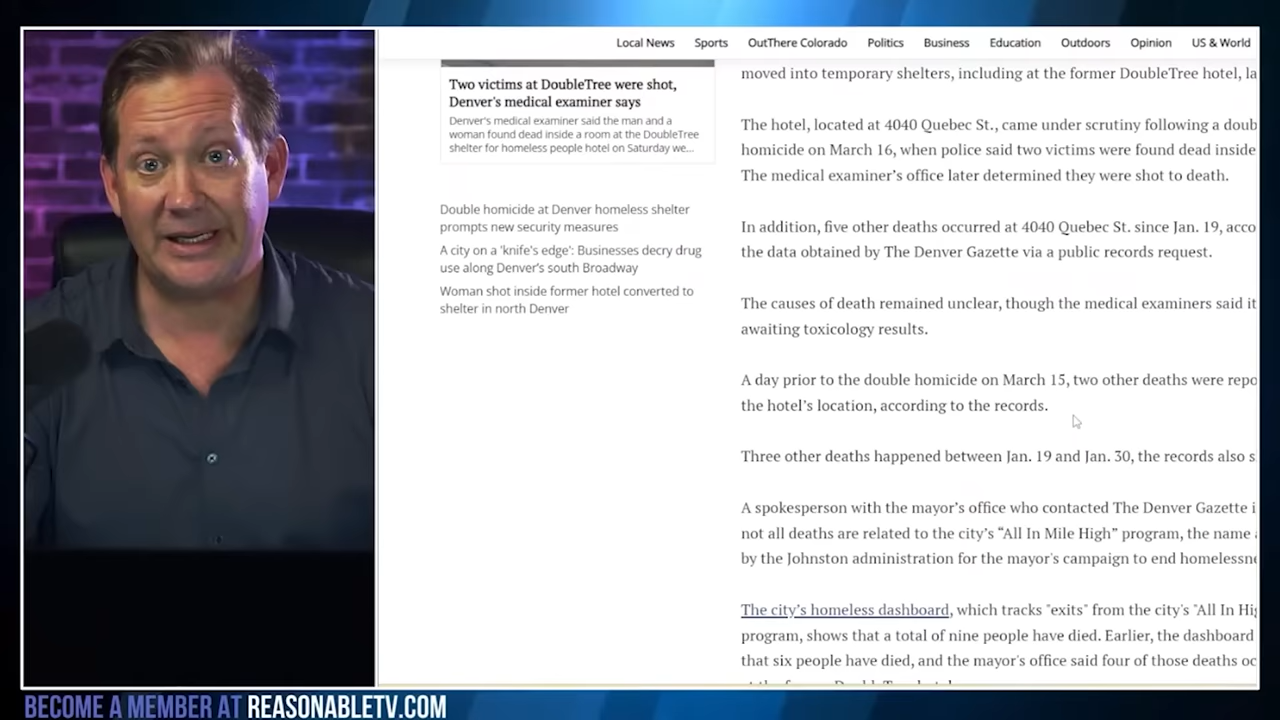 Local News Sports OutThere Colorado Politics Business Education Outdoors Opinion US & World
Two victims at DoubleTree were shot,
Denver's medical examiner says
Denver's medical examiner said the man and a
woman found dead inside a room at the DoubleTree
shelter for homeless people hotel on Saturday we...
Double homicide at Denver homeless shelter
prompts new security measures
A city on a 'knife's edge': Businesses decry drug
use along Denver's south Broadway
Woman shot inside former hotel converted to
shelter in north Denver
moved into temporary shelters, including at the former DoubleTree hotel, la
The hotel, located at 4040 Quebec St., came under scrutiny following a doub
homicide on March 16, when police said two victims were found dead inside
The medical examiner's office later determined they were shot to death.
In addition, five other deaths occurred at 4040 Quebec St. since Jan. 19, acco
the data obtained by The Denver Gazette via a public records request.
The causes of death remained unclear, though the medical examiners said it
awaiting toxicology results.
A day prior to the double homicide on March 15, two other deaths were repo
the hotel's location, according to the records.
Three other deaths happened between Jan. 19 and Jan. 30, the records also s
A spokesperson with the mayor's office who contacted The Denver Gazette i
not all deaths are related to the city's “All In Mile High” program, the name
by the Johnston administration for the mayor's campaign to end homelessne
The city's homeless dashboard, which tracks "exits" from the city's "All In Hig
program, shows that a total of nine people have died. Earlier, the dashboard
that six people have died, and the mayor's office said four of those deaths oc
BECOME A MEMBER AT REASONABLETV.COM